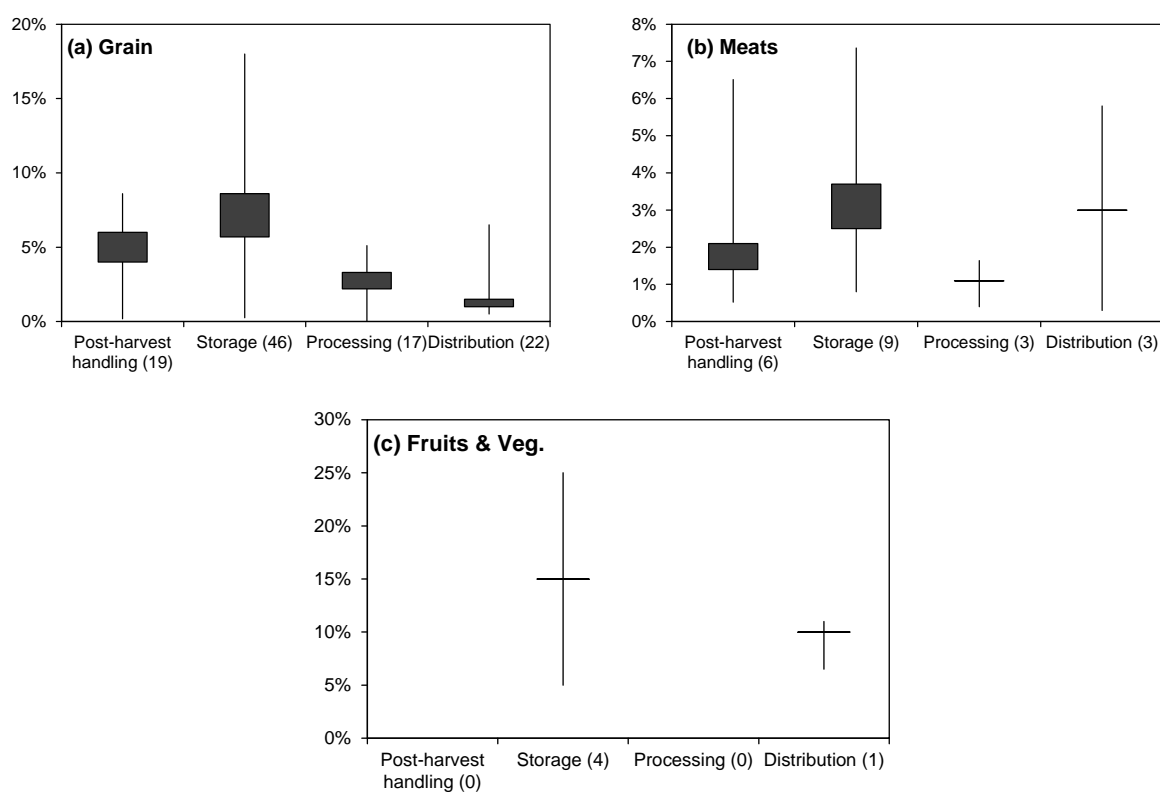 (a) Grain
20%
15%
10%
5%
0%
Post-harvest handling (19)
Storage (46)
Processing (17)
Distribution (22)
(b) Meats
8%
7%
6%
5%
4%
3%
2%
1%
0%
Post-harvest handling (6)
Storage (9)
Processing (3)
Distribution (3)
(c) Fruits & Veg.
30%
25%
20%
15%
10%
5%
0%
Post-harvest handling (0)
Storage (4)
Processing (0)
Distribution (1)